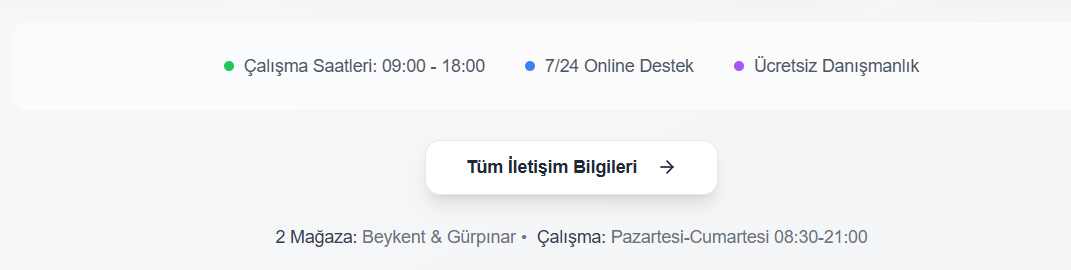 Çalışma Saatleri: 09:00 - 18:00 7/24 Online Destek Ücretsiz Danışmanlık
Tüm İletişim Bilgileri →
2 Mağaza: Beykent & Gürpınar • Çalışma: Pazartesi-Cumartesi 08:30-21:00